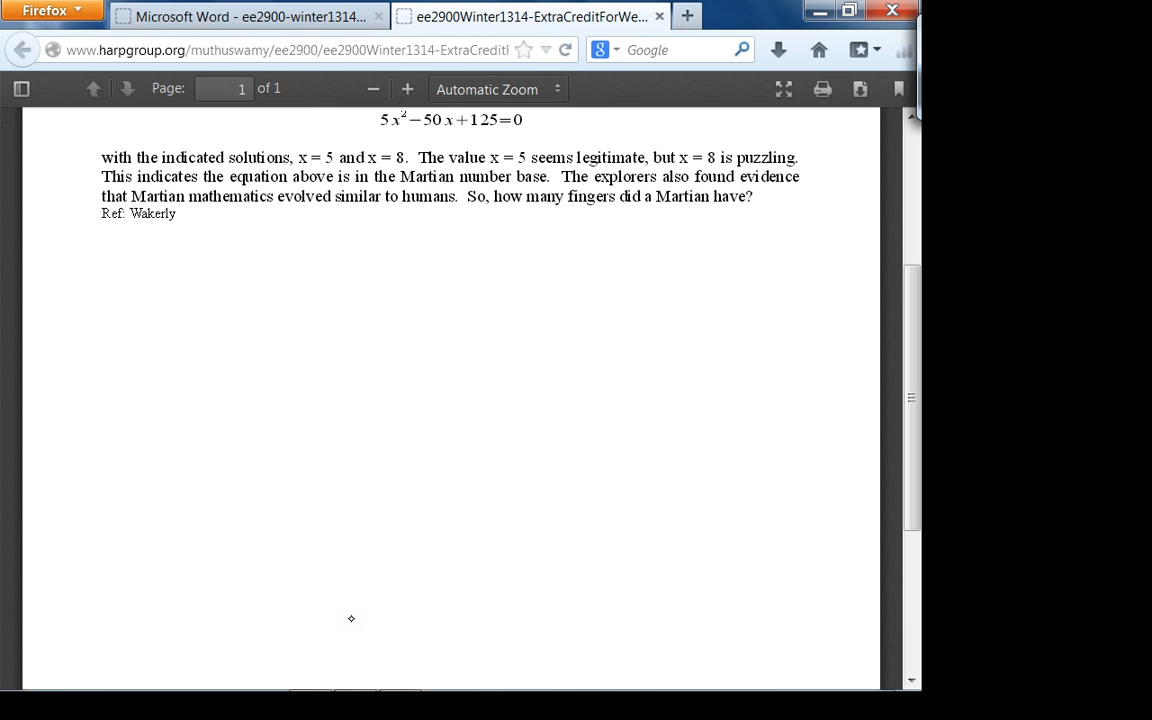 Firefox
Microsoft Word - ee2900-winter1314...
ee2900Winter1314-ExtraCreditForWe...
www.harpgroup.org/muthuswamy/ee2900/ee2900Winter1314-ExtraCreditI
8 Google
Page: 1 of 1
Automatic Zoom
5x²−50x+125=0
with the indicated solutions, x = 5 and x = 8. The value x = 5 seems legitimate, but x = 8 is puzzling.
This indicates the equation above is in the Martian number base. The explorers also found evidence
that Martian mathematics evolved similar to humans. So, how many fingers did a Martian have?
Ref: Wakerly